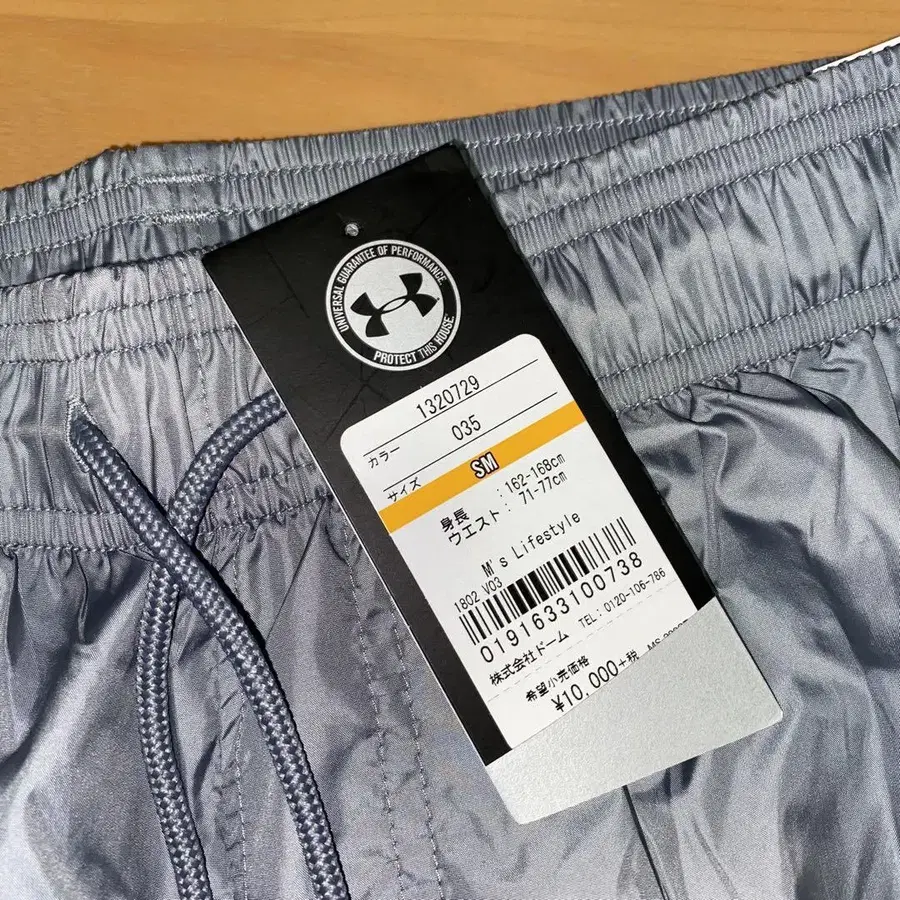 UNIVERSAL GUARANTEE OF PERFORMANCE.
PROTECT THIS HOUSE.
1320729
カラー 035
サイズ SM
身長 : 162-168cm
ウエスト : 71-77cm
M's Lifestyle
1802 V03
0191633100738
株式会社ドーム TEL: 0120-106-786
希望小売価格
¥10,000+税